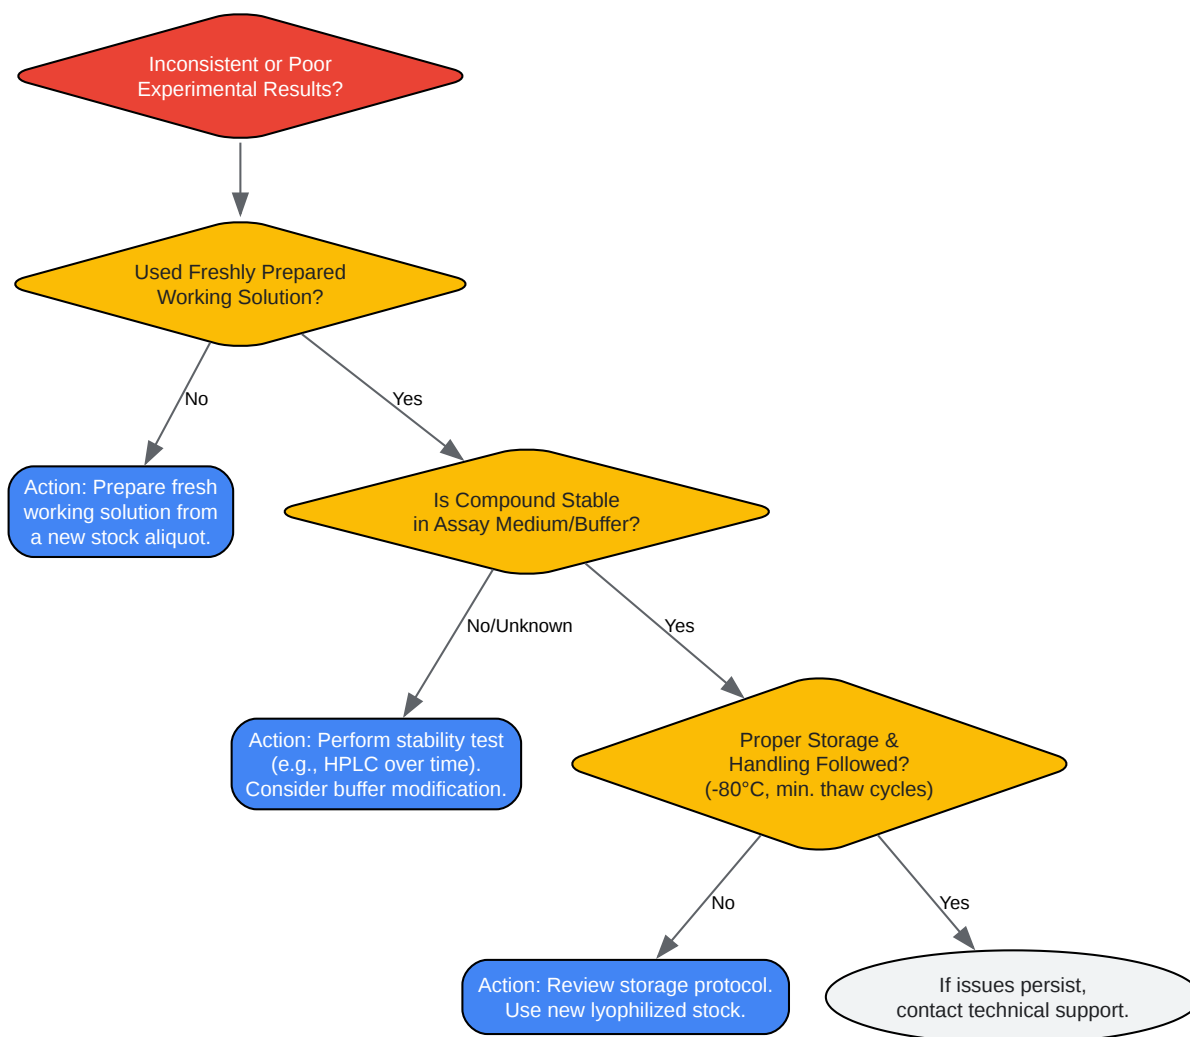 Inconsistent or Poor
Experimental Results?
Used Freshly Prepared
Working Solution?
No
Yes
Action: Prepare fresh
working solution from
a new stock aliquot.
Is Compound Stable
in Assay Medium/Buffer?
No/Unknown
Yes
Action: Perform stability test
(e.g., HPLC over time).
Consider buffer modification.
Proper Storage &
Handling Followed?
(-80°C, min. thaw cycles)
No
Yes
Action: Review storage protocol.
Use new lyophilized stock.
If issues persist,
contact technical support.